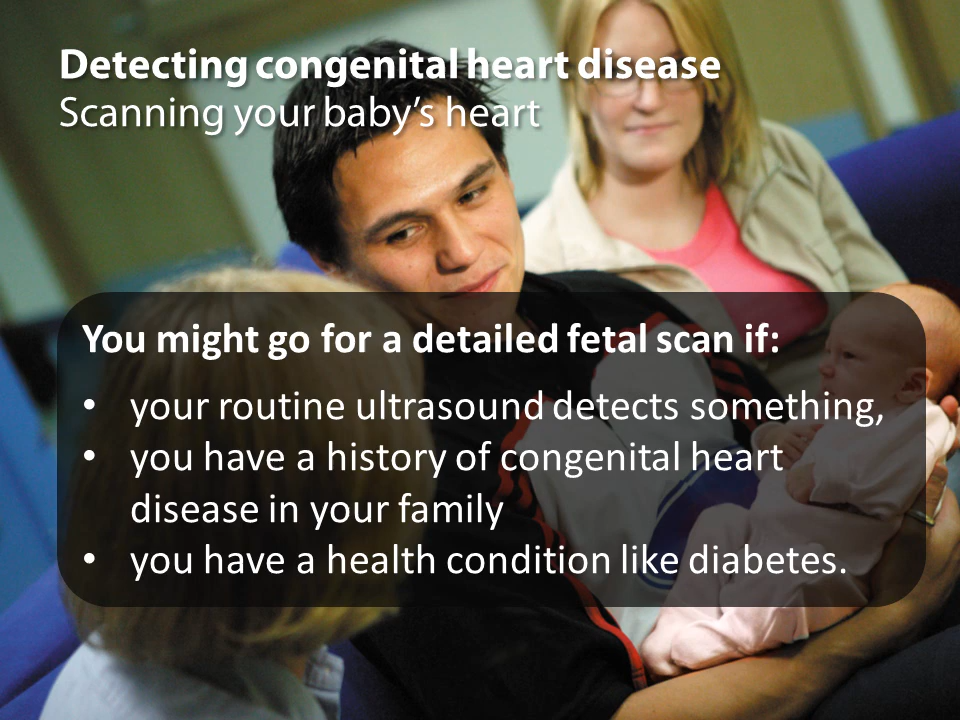 Detecting congenital heart disease
Scanning your baby’s heart
You might go for a detailed fetal scan if:
• your routine ultrasound detects something,
• you have a history of congenital heart
disease in your family
• you have a health condition like diabetes.